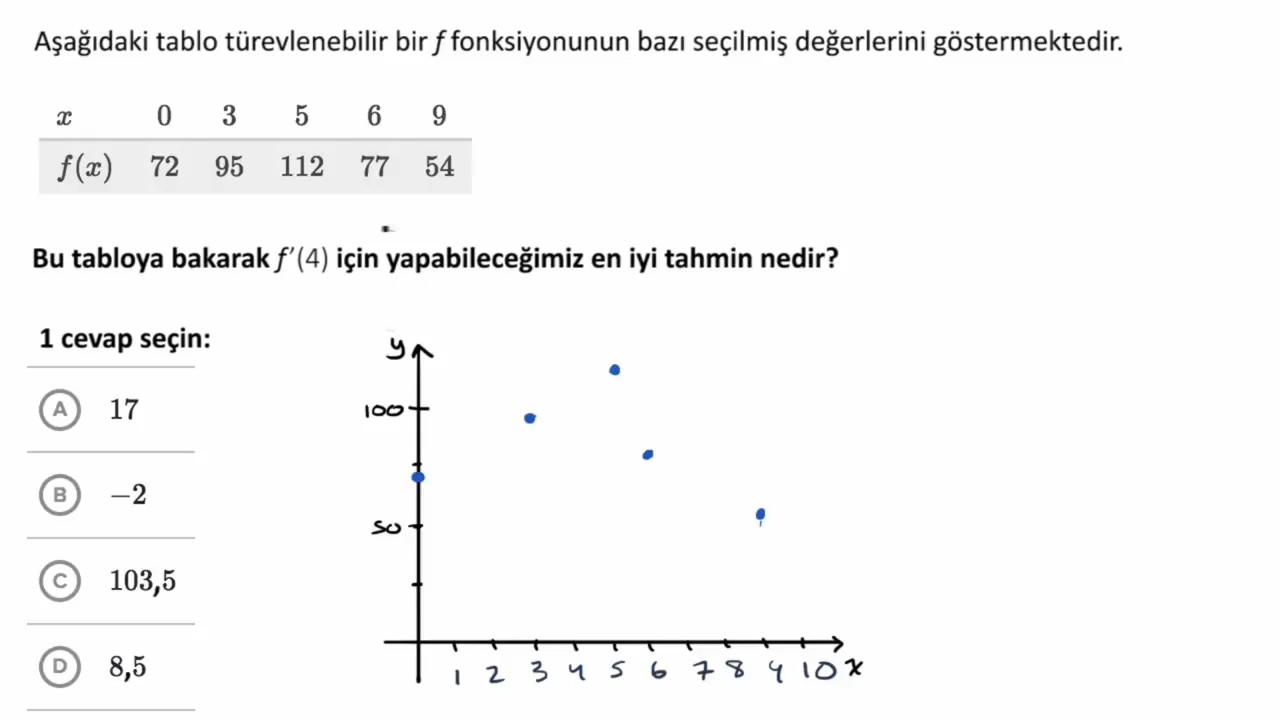 Aşağıdaki tablo türevlenebilir bir f fonksiyonunun bazı seçilmiş değerlerini göstermektedir.
x 0 3 5 6 9
f(x) 72 95 112 77 54
Bu tabloya bakarak f'(4) için yapabileceğimiz en iyi tahmin nedir?
1 cevap seçin:
A 17
B −2
C 103,5
D 8,5
y
100
50
1 2 3 4 5 6 7 8 9 10 x